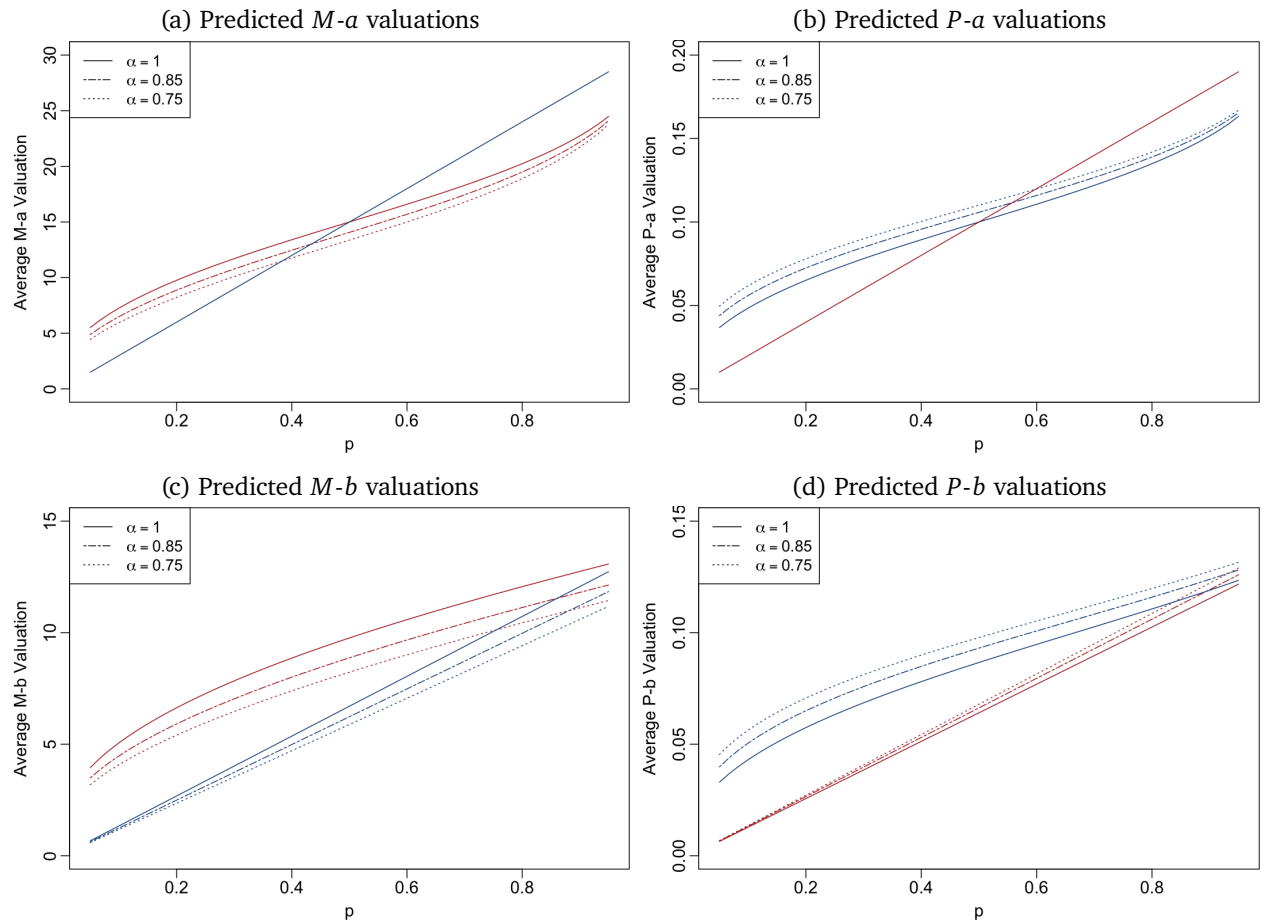 (a) Predicted M-a valuations
α = 1
α = 0.85
α = 0.75
Average M-a Valuation
30
25
20
15
10
5
0
0.2 0.4 0.6 0.8
p
(b) Predicted P-a valuations
α = 1
α = 0.85
α = 0.75
Average P-a Valuation
0.20
0.15
0.10
0.05
0.00
0.2 0.4 0.6 0.8
p
(c) Predicted M-b valuations
α = 1
α = 0.85
α = 0.75
Average M-b Valuation
15
10
5
0
0.2 0.4 0.6 0.8
p
(d) Predicted P-b valuations
α = 1
α = 0.85
α = 0.75
Average P-b Valuation
0.15
0.10
0.05
0.00
0.2 0.4 0.6 0.8
p